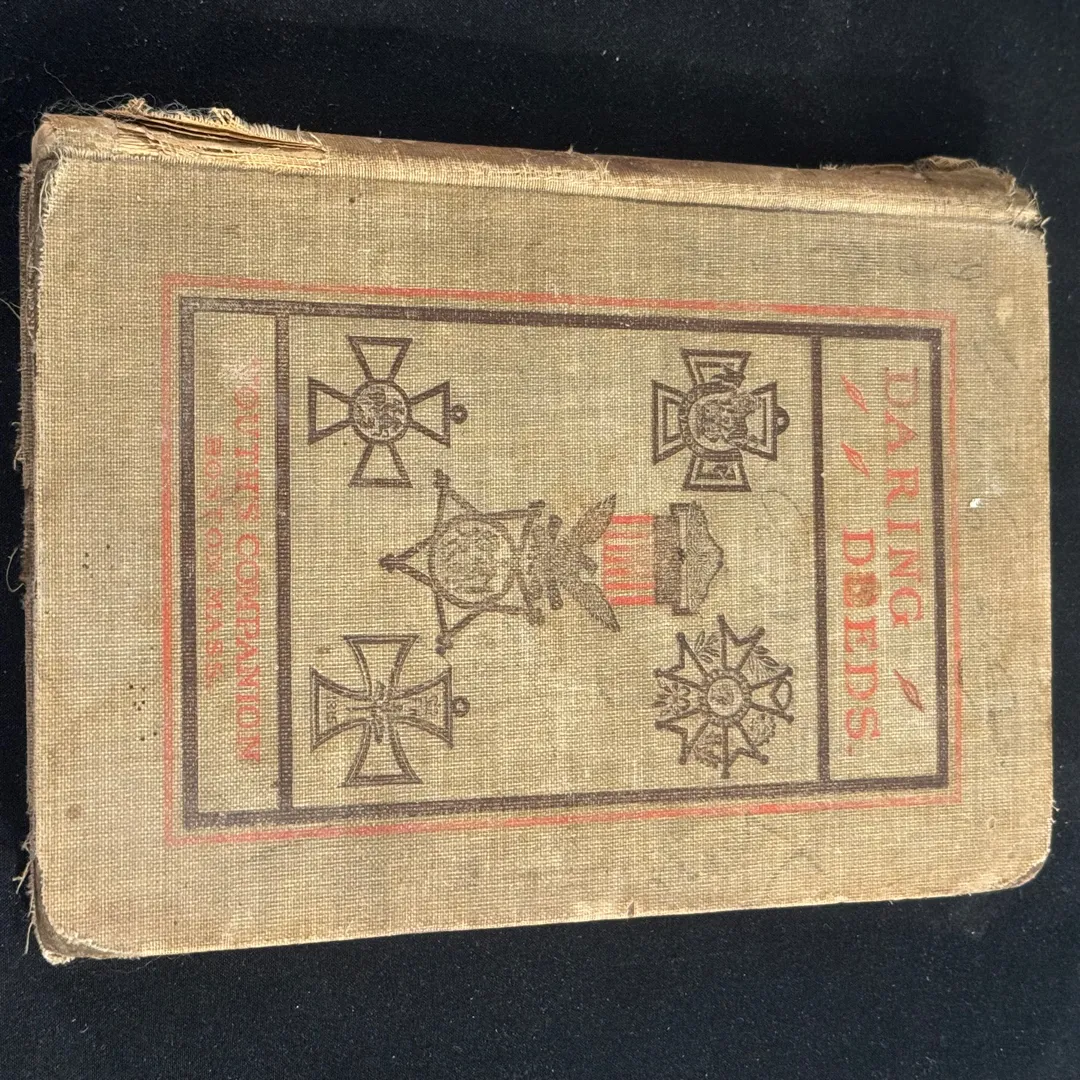 DARING
DEEDS.
YOUTH'S COMPANION
BOSTON, MASS.